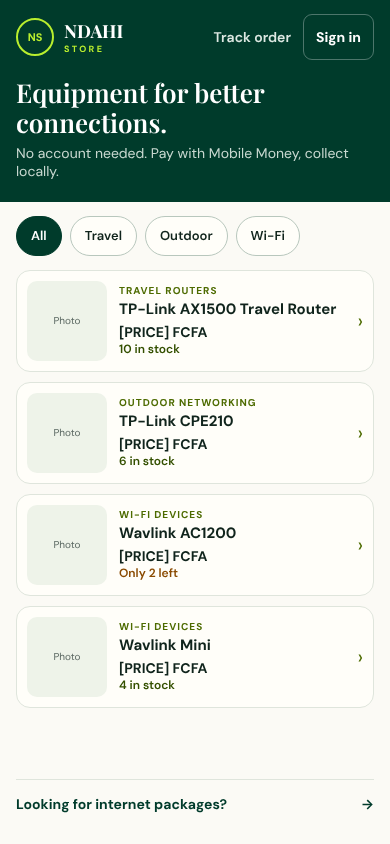 NS
NDAHI
STORE
Track order
Sign in
Equipment for better
connections.
No account needed. Pay with Mobile Money, collect
locally.
All
Travel
Outdoor
Wi-Fi
Photo
TRAVEL ROUTERS
TP-Link AX1500 Travel Router
[PRICE] FCFA
10 in stock
›
Photo
OUTDOOR NETWORKING
TP-Link CPE210
[PRICE] FCFA
6 in stock
›
Photo
WI-FI DEVICES
Wavlink AC1200
[PRICE] FCFA
Only 2 left
›
Photo
WI-FI DEVICES
Wavlink Mini
[PRICE] FCFA
4 in stock
›
Looking for internet packages? →